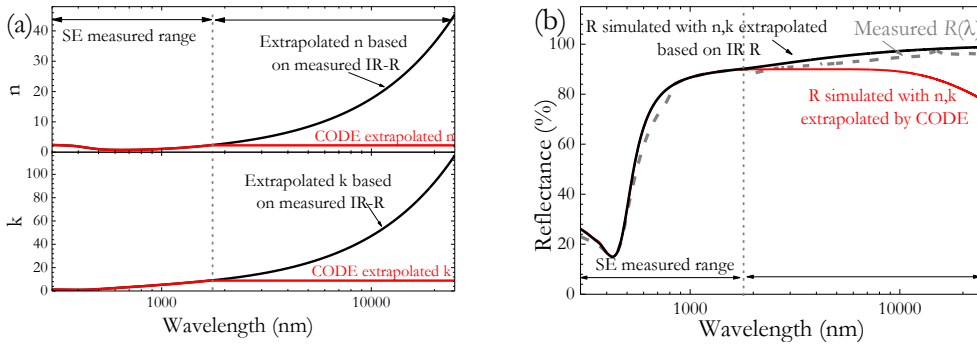 (a)
SE measured range
Extrapolated n based
on measured IR-R
CODE extrapolated n
n
40
30
20
10
0
Extrapolated k based
on measured IR-R
CODE extrapolated k
k
100
80
60
40
20
0
1000
10000
Wavelength (nm)
(b)
R simulated with n,k extrapolated
based on IR R
Measured R(λ)
R simulated with n,k
extrapolated by CODE
SE measured range
Reflectance (%)
100
80
60
40
20
0
1000
10000
Wavelength (nm)